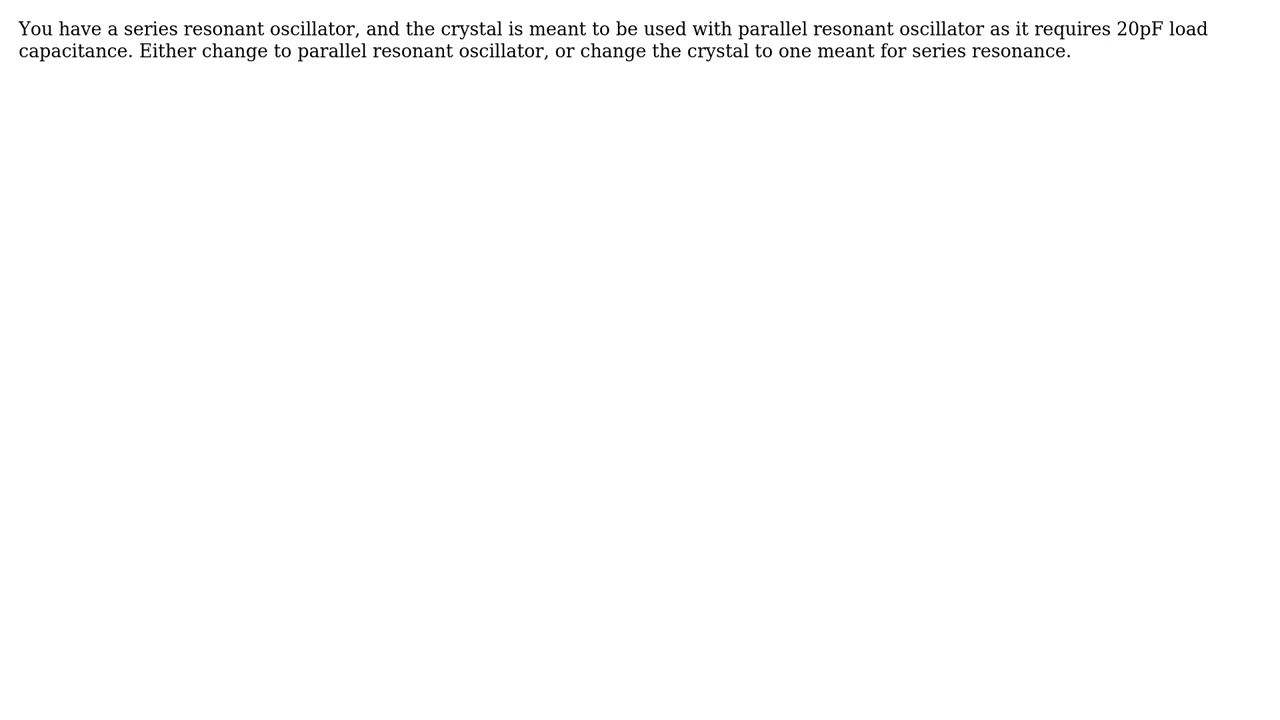 You have a series resonant oscillator, and the crystal is meant to be used with parallel resonant oscillator as it requires 20pF load
capacitance. Either change to parallel resonant oscillator, or change the crystal to one meant for series resonance.